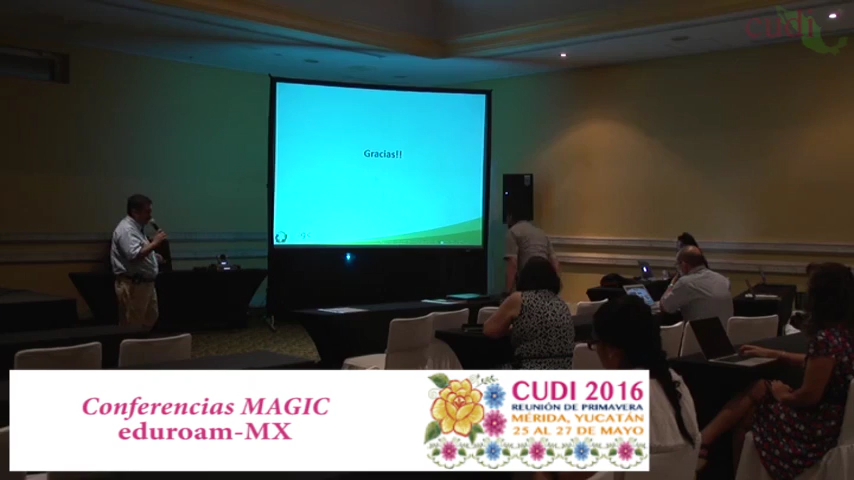 cudi
Gracias!!
Conferencias MAGIC
eduroam-MX
CUDI 2016
REUNIÓN DE PRIMAVERA
MÉRIDA, YUCATÁN
25 AL 27 DE MAYO